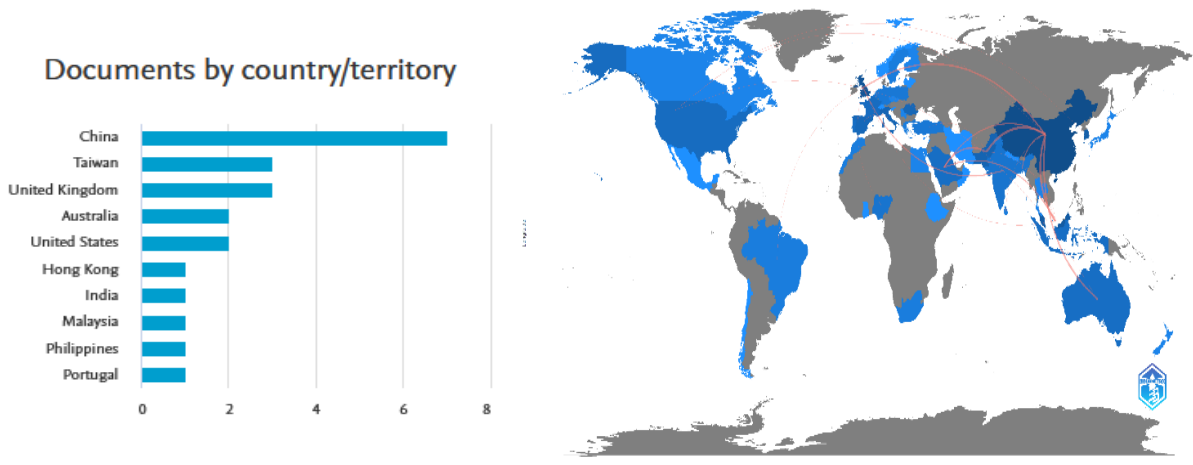 Documents by country/territory
China
Taiwan
United Kingdom
Australia
United States
Hong Kong
India
Malaysia
Philippines
Portugal
0 2 4 6 8